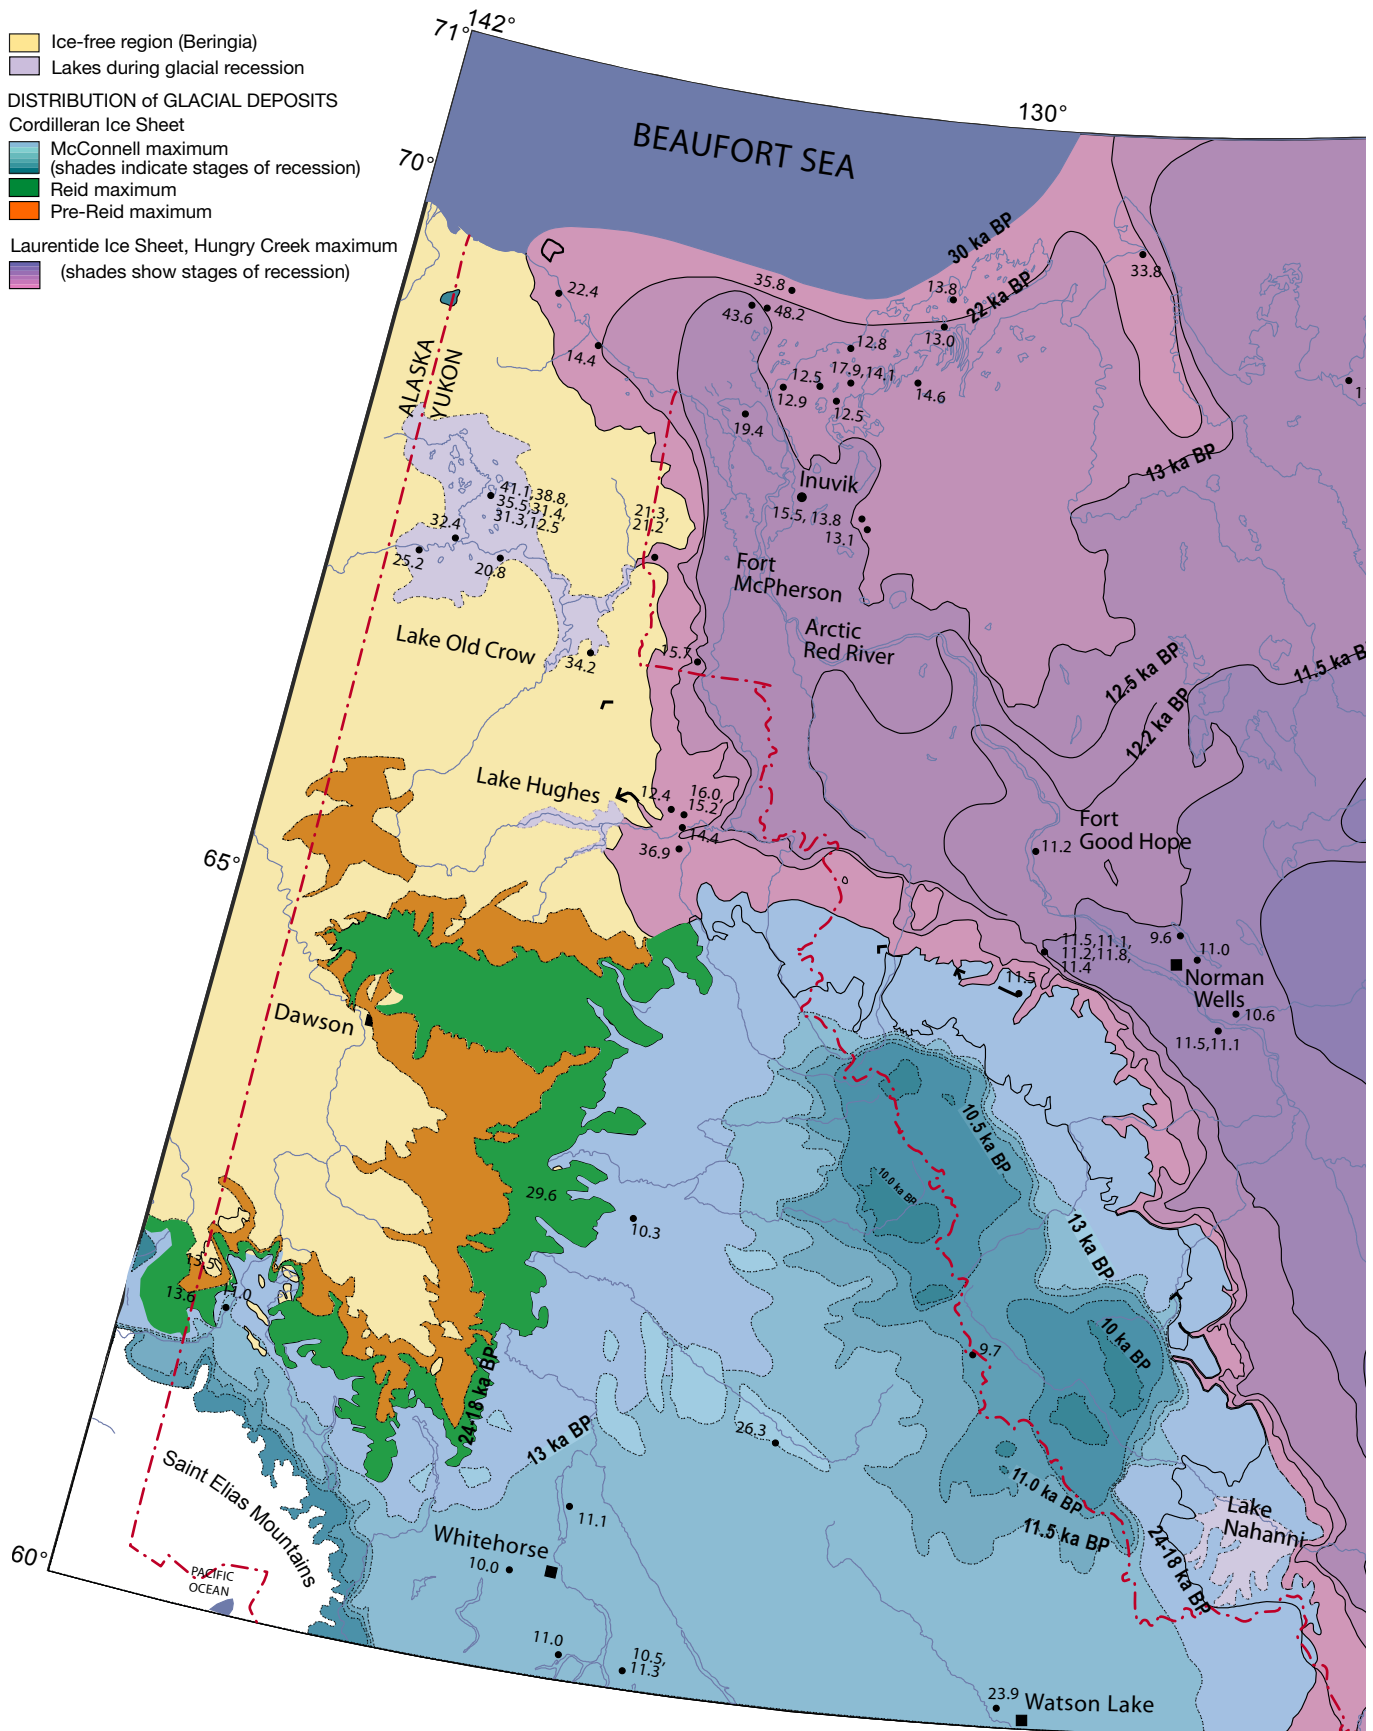 142°
71°
Ice-free region (Beringia)
Lakes during glacial recession
DISTRIBUTION of GLACIAL DEPOSITS
Cordilleran Ice Sheet
McConnell maximum
(shades indicate stages of recession)
Reid maximum
Pre-Reid maximum
Laurentide Ice Sheet, Hungry Creek maximum
(shades show stages of recession)
130°
70°
BEAUFORT SEA
30 ka BP
22 ka BP
33.8
22.4
35.8
13.8
43.6
48.2
13.0
14.4
12.8
17.9,14.1
12.5
12.9
12.5
14.6
1
19.4
ALASKA
YUKON
13 ka BP
Inuvik
15.5, 13.8
13.1
41.1,38.8,
35.5,31.4,
31.3,12.5
32.4
25.2
20.8
21.3,
21.2
Fort
McPherson
Arctic
Red River
Lake Old Crow
34.2
15.7
12.5 ka BP
12.2 ka BP
11.5 ka B
Lake Hughes
12.4
16.0,
15.2
14.4
36.9
65°
Fort
Good Hope
11.2
11.5,11.1,
11.2,11.8,
11.4
9.6
11.0
Norman
Wells
10.6
11.5,11.1
11.5
Dawson
10.5 ka BP
10.0 ka BP
29.6
10.3
13 ka BP
13.5
13.6
11.0
10 ka BP
9.7
24-18 ka BP
13 ka BP
26.3
11.0 ka BP
11.5 ka BP
24-18 ka BP
Lake
Nahanni
Saint Elias Mountains
11.1
Whitehorse
10.0
60°
PACIFIC
OCEAN
11.0
10.5,
11.3
23.9
Watson Lake